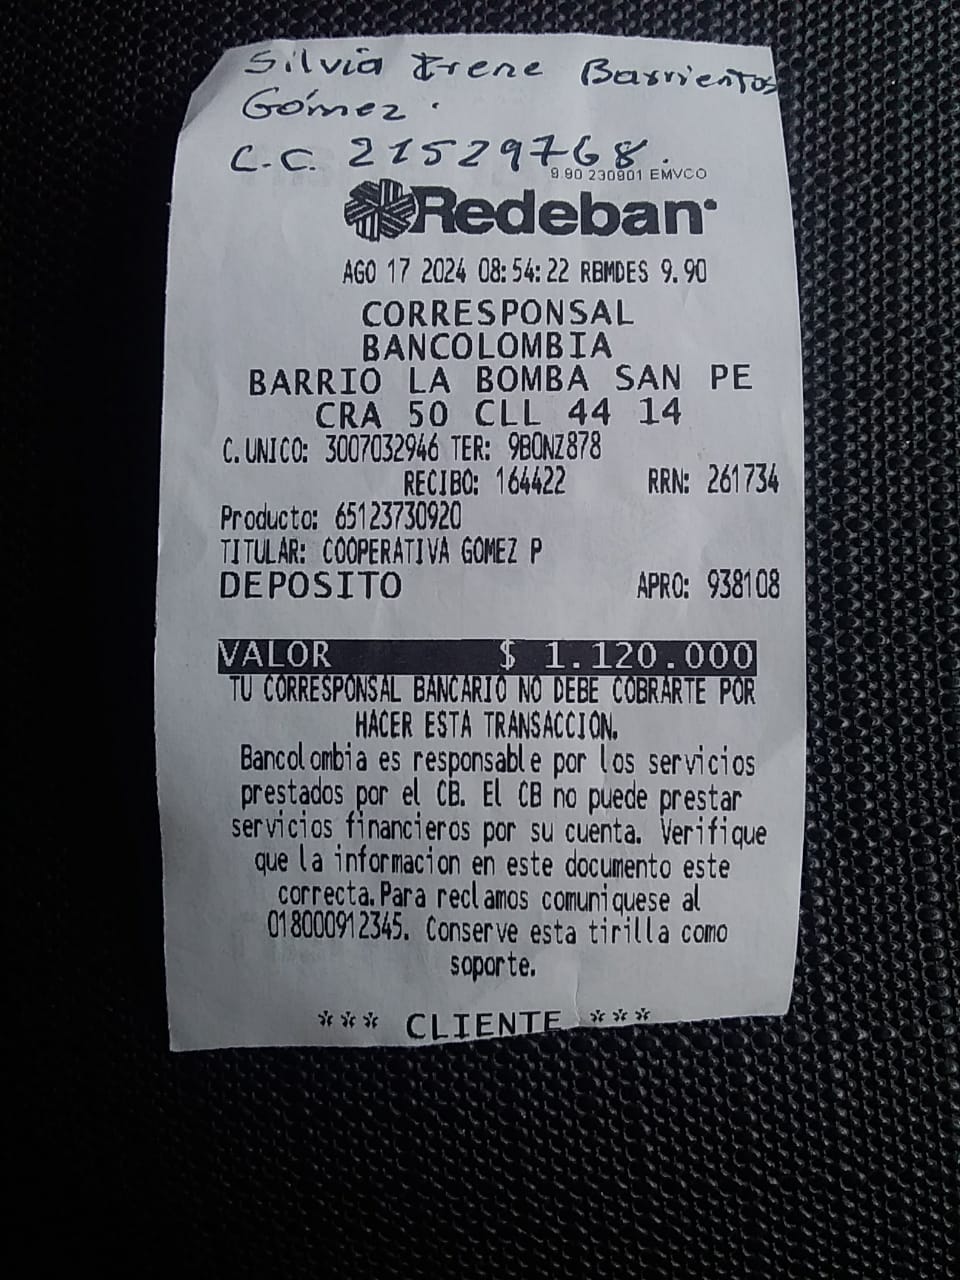 Silvia Irene Barrientos
Gómez.
C.C. 21529768.
9.90 230901 EMVCO
Redeban
AGO 17 2024 08:54:22 RBMDES 9.90
CORRESPONSAL
BANCOLOMBIA
BARRIO LA BOMBA SAN PE
CRA 50 CLL 44 14
C. UNICO: 3007032946 TER: 9BONZ878
RECIBO: 164422 RRN: 261734
Producto: 65123730920
TITULAR: COOPERATIVA GOMEZ P
DEPOSITO APRO: 938108
VALOR $ 1.120.000
TU CORRESPONSAL BANCARIO NO DEBE COBRARTE POR
HACER ESTA TRANSACCION.
Bancolombia es responsable por los servicios
prestados por el CB. El CB no puede prestar
servicios financieros por su cuenta. Verifique
que la informacion en este documento este
correcta. Para reclamos comuniquese al
018000912345. Conserve esta tirilla como
soporte.
*** CLIENTE ***